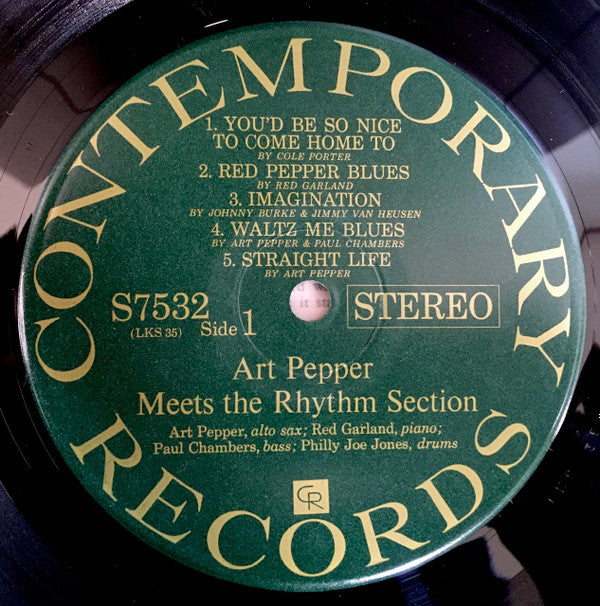 CONTEMPORARY
1. YOU'D BE SO NICE
TO COME HOME TO
BY COLE PORTER
2. RED PEPPER BLUES
BY RED GARLAND
3. IMAGINATION
BY JOHNNY BURKE & JIMMY VAN HEUSEN
4. WALTZ ME BLUES
BY ART PEPPER & PAUL CHAMBERS
5. STRAIGHT LIFE
BY ART PEPPER
S7532
(LKS 35) Side 1
STEREO
Art Pepper
Meets the Rhythm Section
Art Pepper, alto sax; Red Garland, piano;
Paul Chambers, bass; Philly Joe Jones, drums
CR
RECORDS